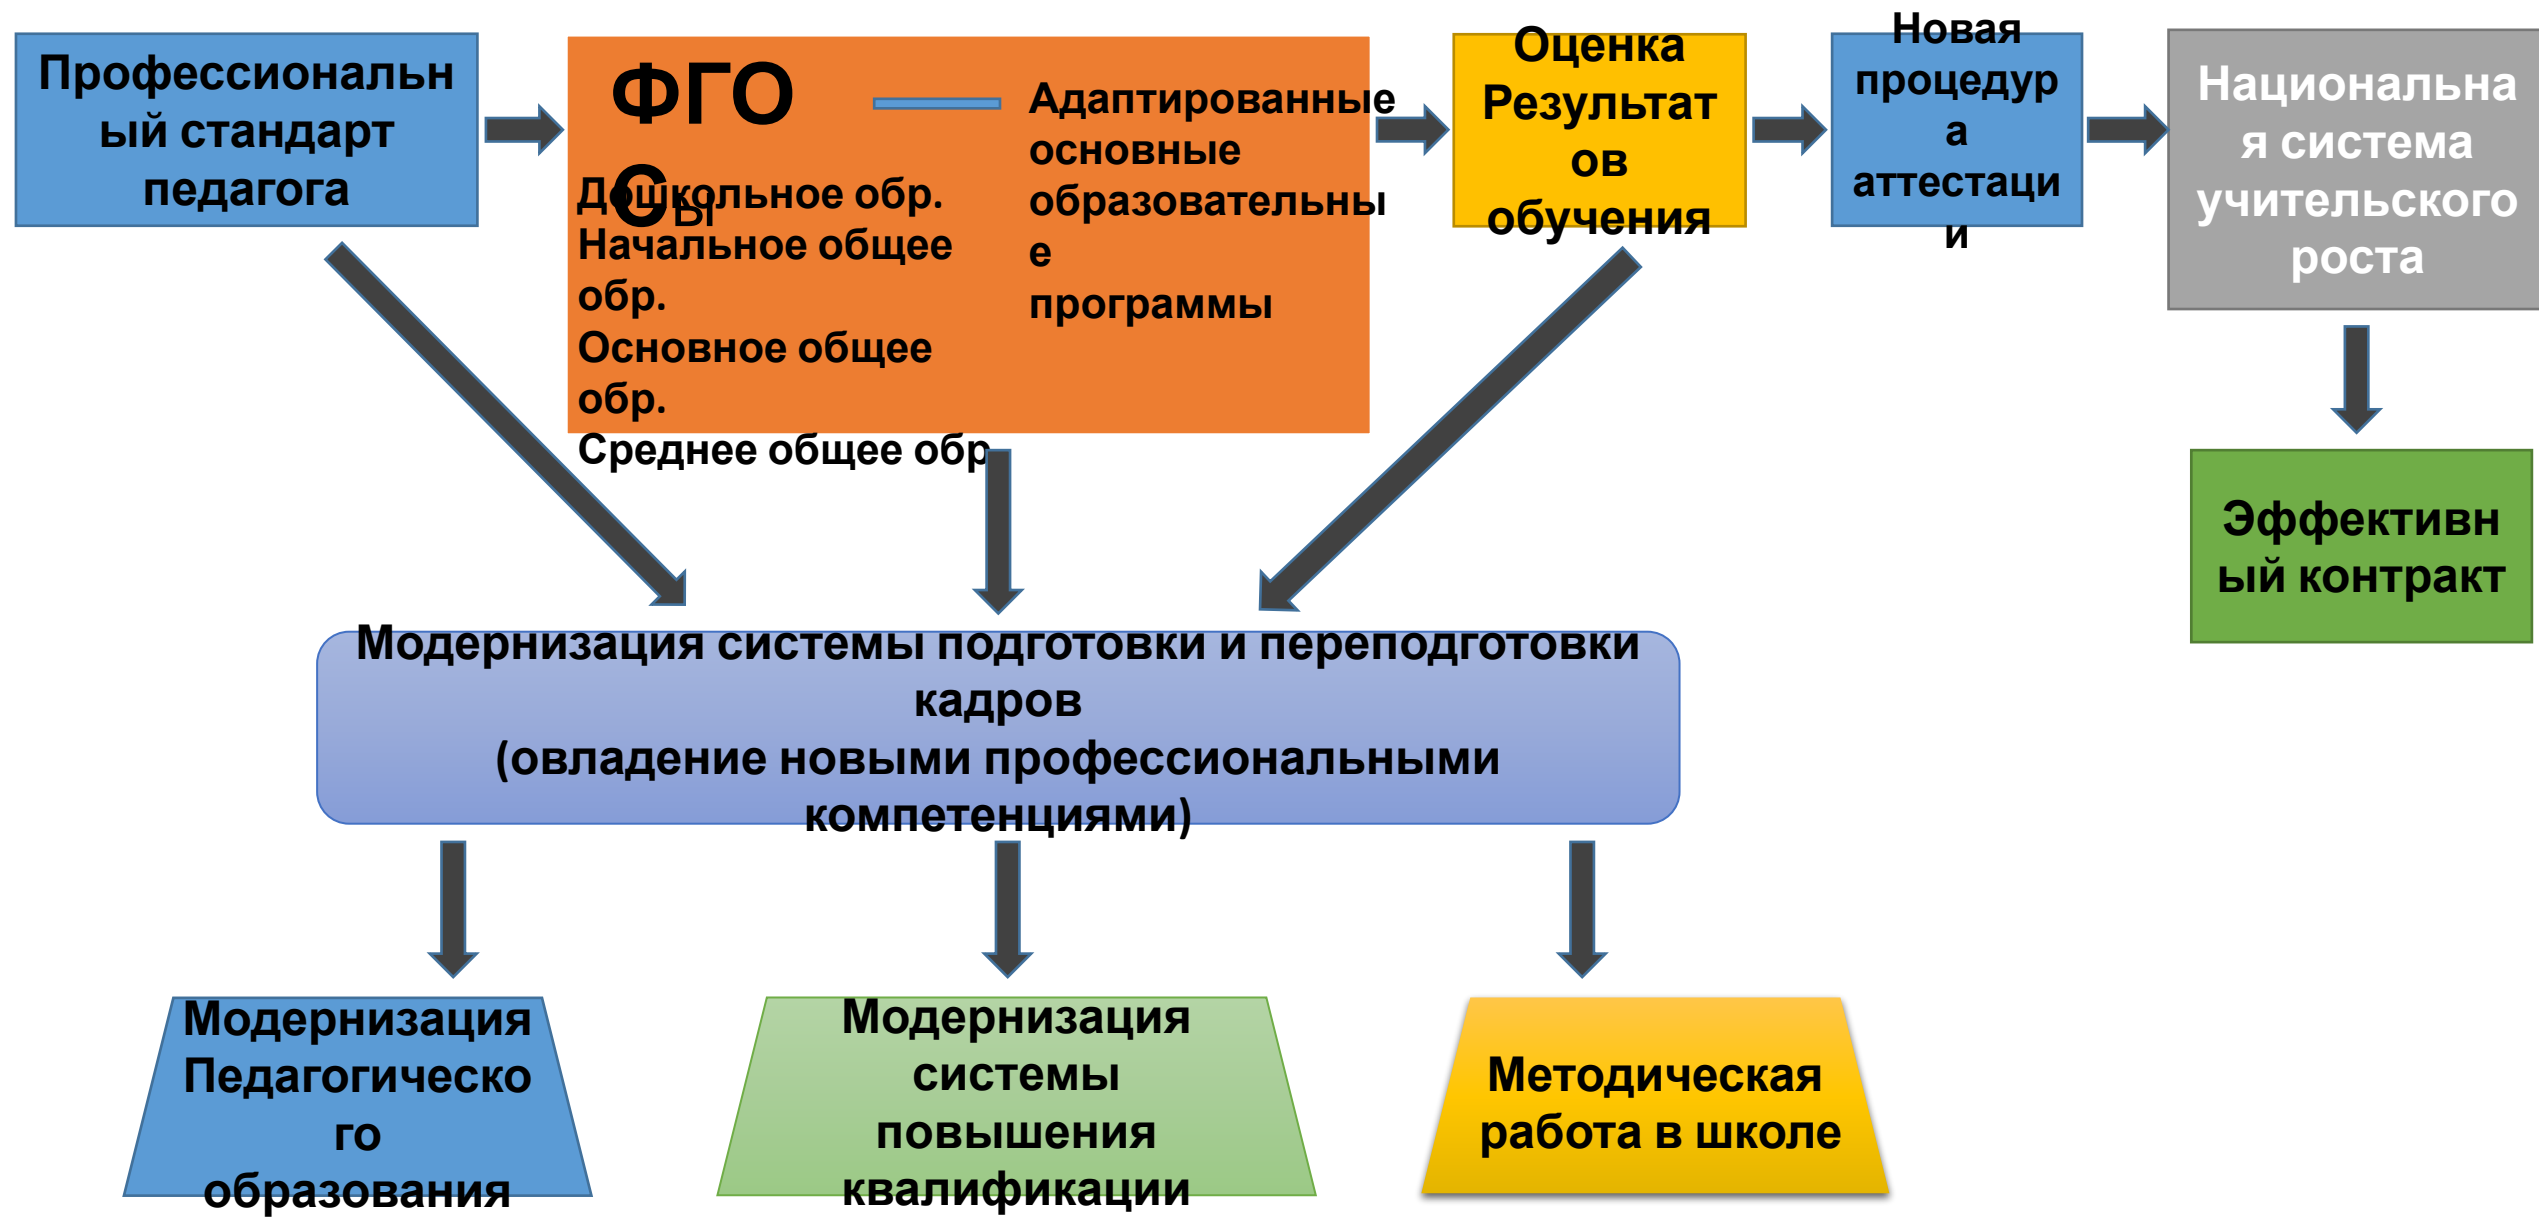 Профессиональн
ый стандарт
педагога
ФГО
Сы
Дошкольное обр.
Начальное общее
обр.
Основное общее
обр.
Среднее общее обр
Адаптированные
основные
образовательны
е
программы
Оценка
Результат
ов
обучения
Новая
процедур
а
аттестаци
и
Национальна
я система
учительского
роста
Эффективн
ый контракт
Модернизация системы подготовки и переподготовки
кадров
(овладение новыми профессиональными
компетенциями)
Модернизация
Педагогическо
го
образования
Модернизация
системы
повышения
квалификации
Методическая
работа в школе